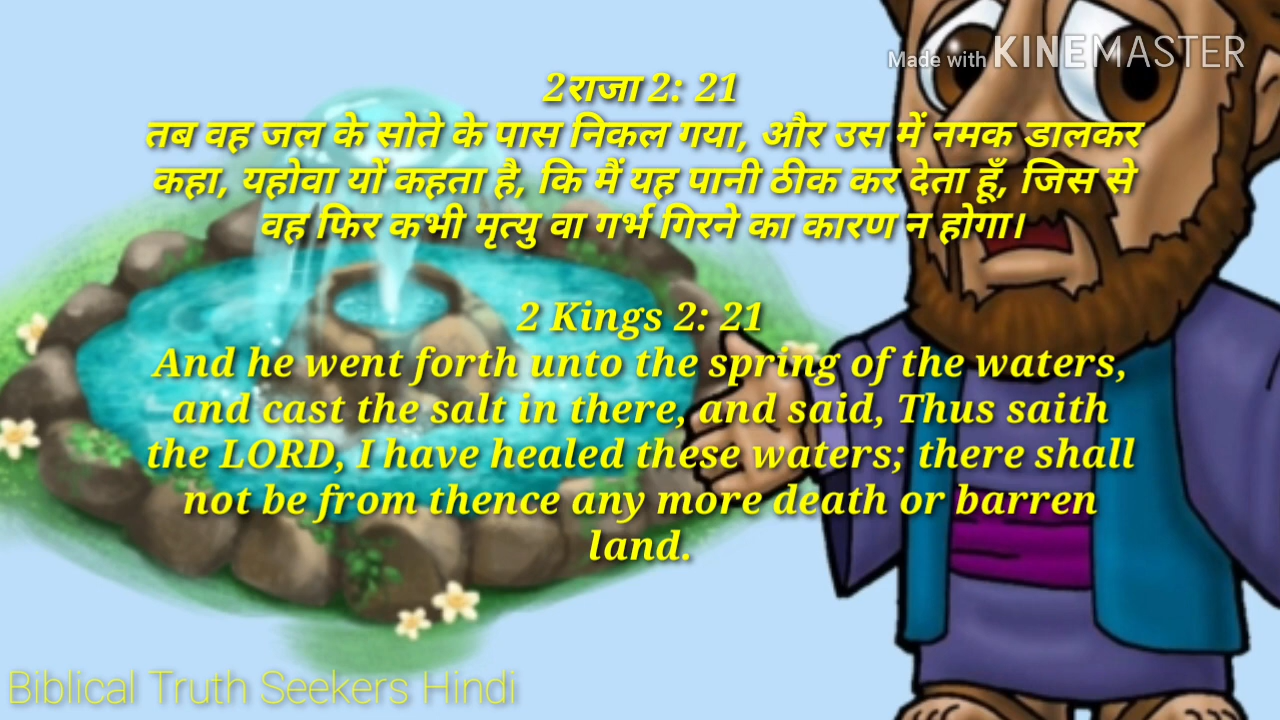 Made with KINEMASTER
2राजा 2: 21
तब वह जल के सोते के पास निकल गया, और उस में नमक डालकर
कहा, यहोवा यों कहता है, कि मैं यह पानी ठीक कर देता हूँ, जिस से
वह फिर कभी मृत्यु वा गर्भ गिरने का कारण न होगा।
2 Kings 2: 21
And he went forth unto the spring of the waters,
and cast the salt in there, and said, Thus saith
the LORD, I have healed these waters; there shall
not be from thence any more death or barren
land.
Biblical Truth Seekers Hindi